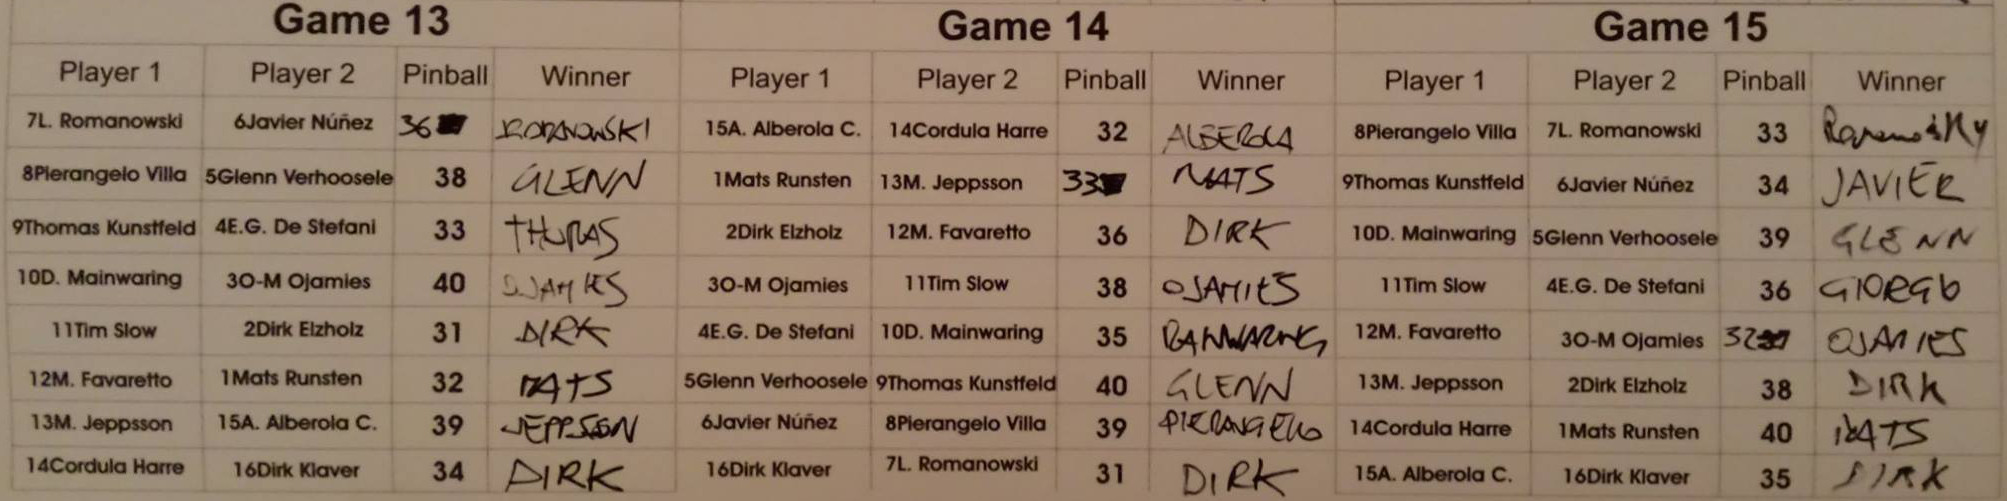 Game 13 Game 14 Game 15
Player 1 Player 2 Pinball Winner Player 1 Player 2 Pinball Winner Player 1 Player 2 Pinball Winner
7L. Romanowski 6Javier Núñez 36 ROMANOWSKI 15A. Alberola C. 14Cordula Harre 32 ALBEROLA 8Pierangelo Villa 7L. Romanowski 33 Romanowsky
8Pierangelo Villa 5Glenn Verhoosele 38 GLENN 1Mats Runsten 13M. Jeppsson 33 MATS 9Thomas Kunstfeld 6Javier Núñez 34 JAVIER
9Thomas Kunstfeld 4E.G. De Stefani 33 THOMAS 2Dirk Elzholz 12M. Favaretto 36 DIRK 10D. Mainwaring 5Glenn Verhoosele 39 GLENN
10D. Mainwaring 3O-M Ojamies 40 OJAMIES 3O-M Ojamies 11Tim Slow 38 OJAMIES 11Tim Slow 4E.G. De Stefani 36 GIORGIO
11Tim Slow 2Dirk Elzholz 31 DIRK 4E.G. De Stefani 10D. Mainwaring 35 MAINWARING 12M. Favaretto 3O-M Ojamies 32 OJAMIES
12M. Favaretto 1Mats Runsten 32 MATS 5Glenn Verhoosele 9Thomas Kunstfeld 40 GLENN 13M. Jeppsson 2Dirk Elzholz 38 DIRK
13M. Jeppsson 15A. Alberola C. 39 JEPPSSON 6Javier Núñez 8Pierangelo Villa 39 PIERANGELO 14Cordula Harre 1Mats Runsten 40 MATS
14Cordula Harre 16Dirk Klaver 34 DIRK 16Dirk Klaver 7L. Romanowski 31 DIRK 15A. Alberola C. 16Dirk Klaver 35 DIRK